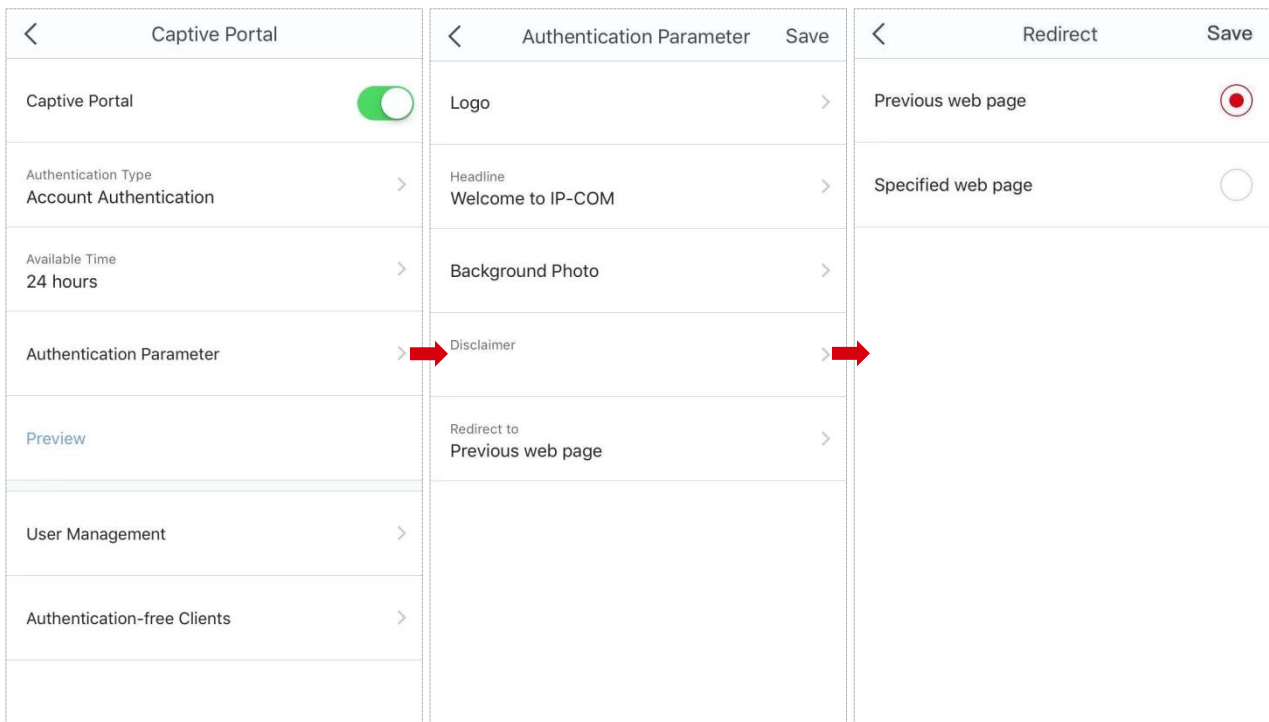 Captive Portal
Captive Portal
Authentication Type
Account Authentication
Available Time
24 hours
Authentication Parameter
Preview
User Management
Authentication-free Clients
Authentication Parameter
Save
Logo
Headline
Welcome to IP-COM
Background Photo
Disclaimer
Redirect to
Previous web page
Redirect
Save
Previous web page
Specified web page